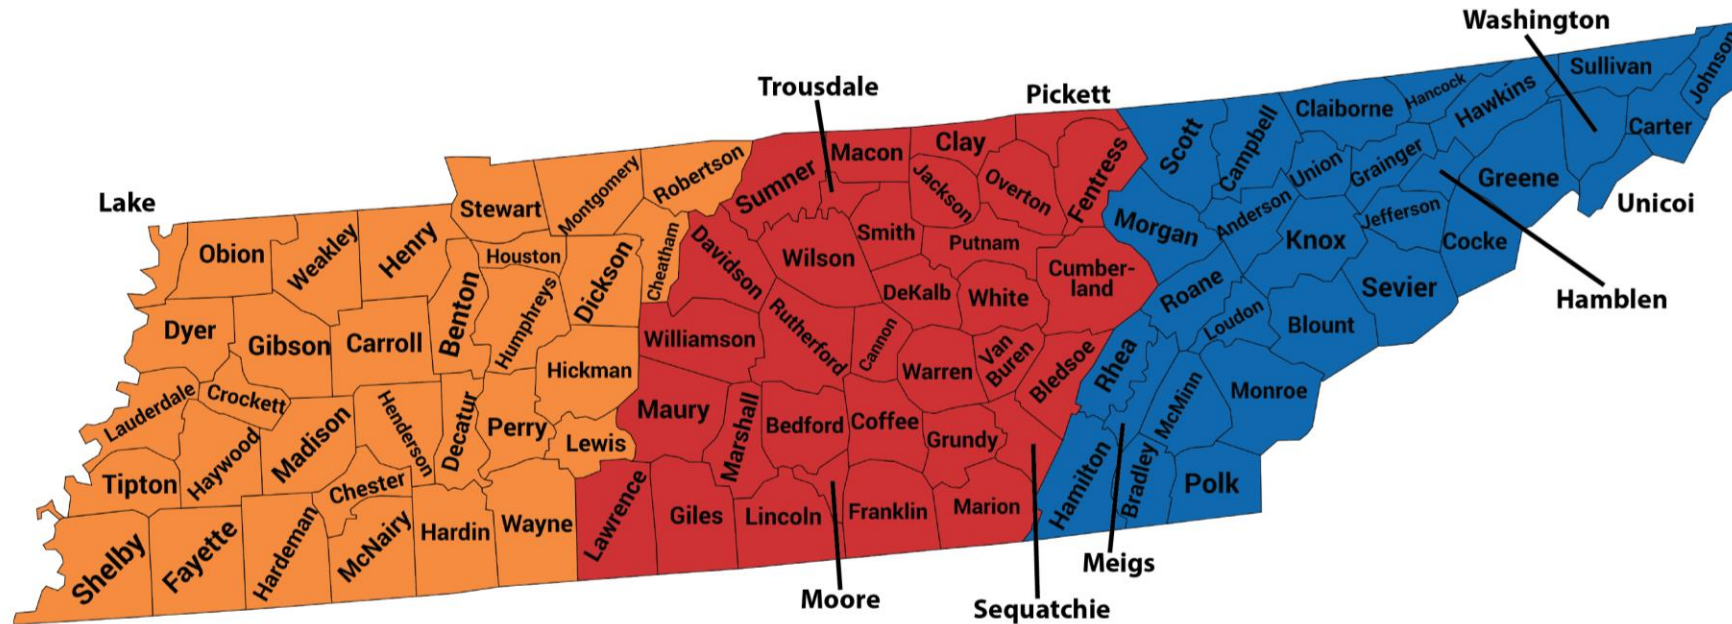 Washington
Sullivan
Johnson
Trousdale
Pickett
Hancock
Hawkins
Claiborne
Carter
Campbell
Scott
Clay
Macon
Robertson
Montgomery
Sumner
Jackson
Overton
Fentress
Union
Grainger
Greene
Unicoi
Lake
Stewart
Morgan
Anderson
Jefferson
Knox
Cocke
Obion
Weakley
Henry
Houston
Dickson
Cheatham
Davidson
Wilson
Smith
Putnam
Cumber-
land
Roane
Loudon
Sevier
Hamblen
Benton
Humphreys
DeKalb
White
Blount
Dyer
Gibson
Carroll
Williamson
Rutherford
Cannon
Warren
Van
Buren
Bledsoe
Rhea
Hickman
McMinn
Monroe
Lauderdale
Crockett
Madison
Henderson
Decatur
Perry
Lewis
Maury
Marshall
Bedford
Coffee
Grundy
Haywood
Tipton
Chester
Hamilton
Bradley
Polk
Shelby
Fayette
Hardeman
McNairy
Hardin
Wayne
Lawrence
Giles
Lincoln
Franklin
Marion
Meigs
Moore
Sequatchie